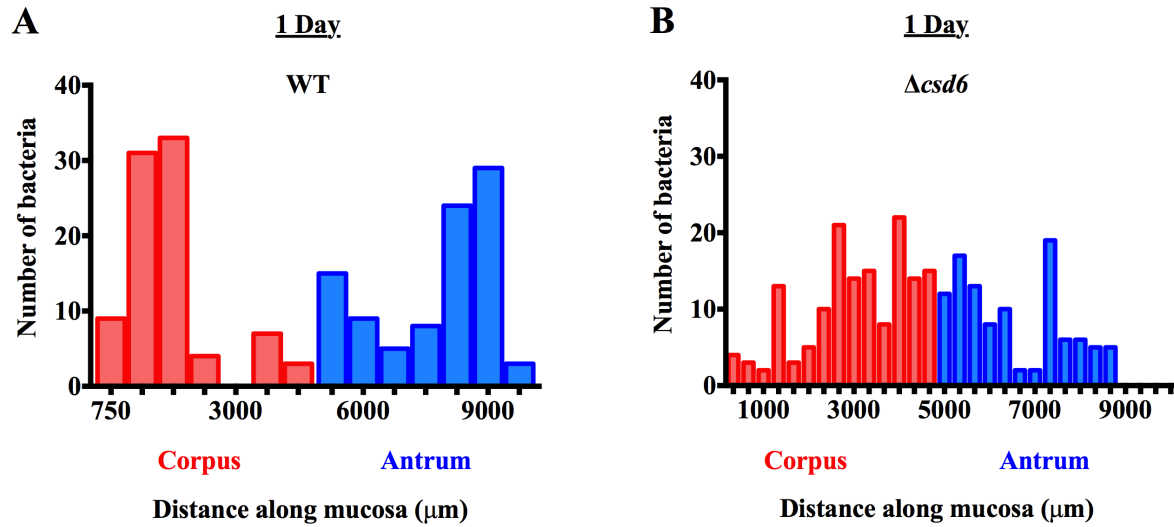 A
1 Day
WT
Number of bacteria
40
30
20
10
0
750 3000 6000 9000
Corpus Antrum
Distance along mucosa (μm)
B
1 Day
Δcsd6
Number of bacteria
40
30
20
10
0
1000 3000 5000 7000 9000
Corpus Antrum
Distance along mucosa (μm)